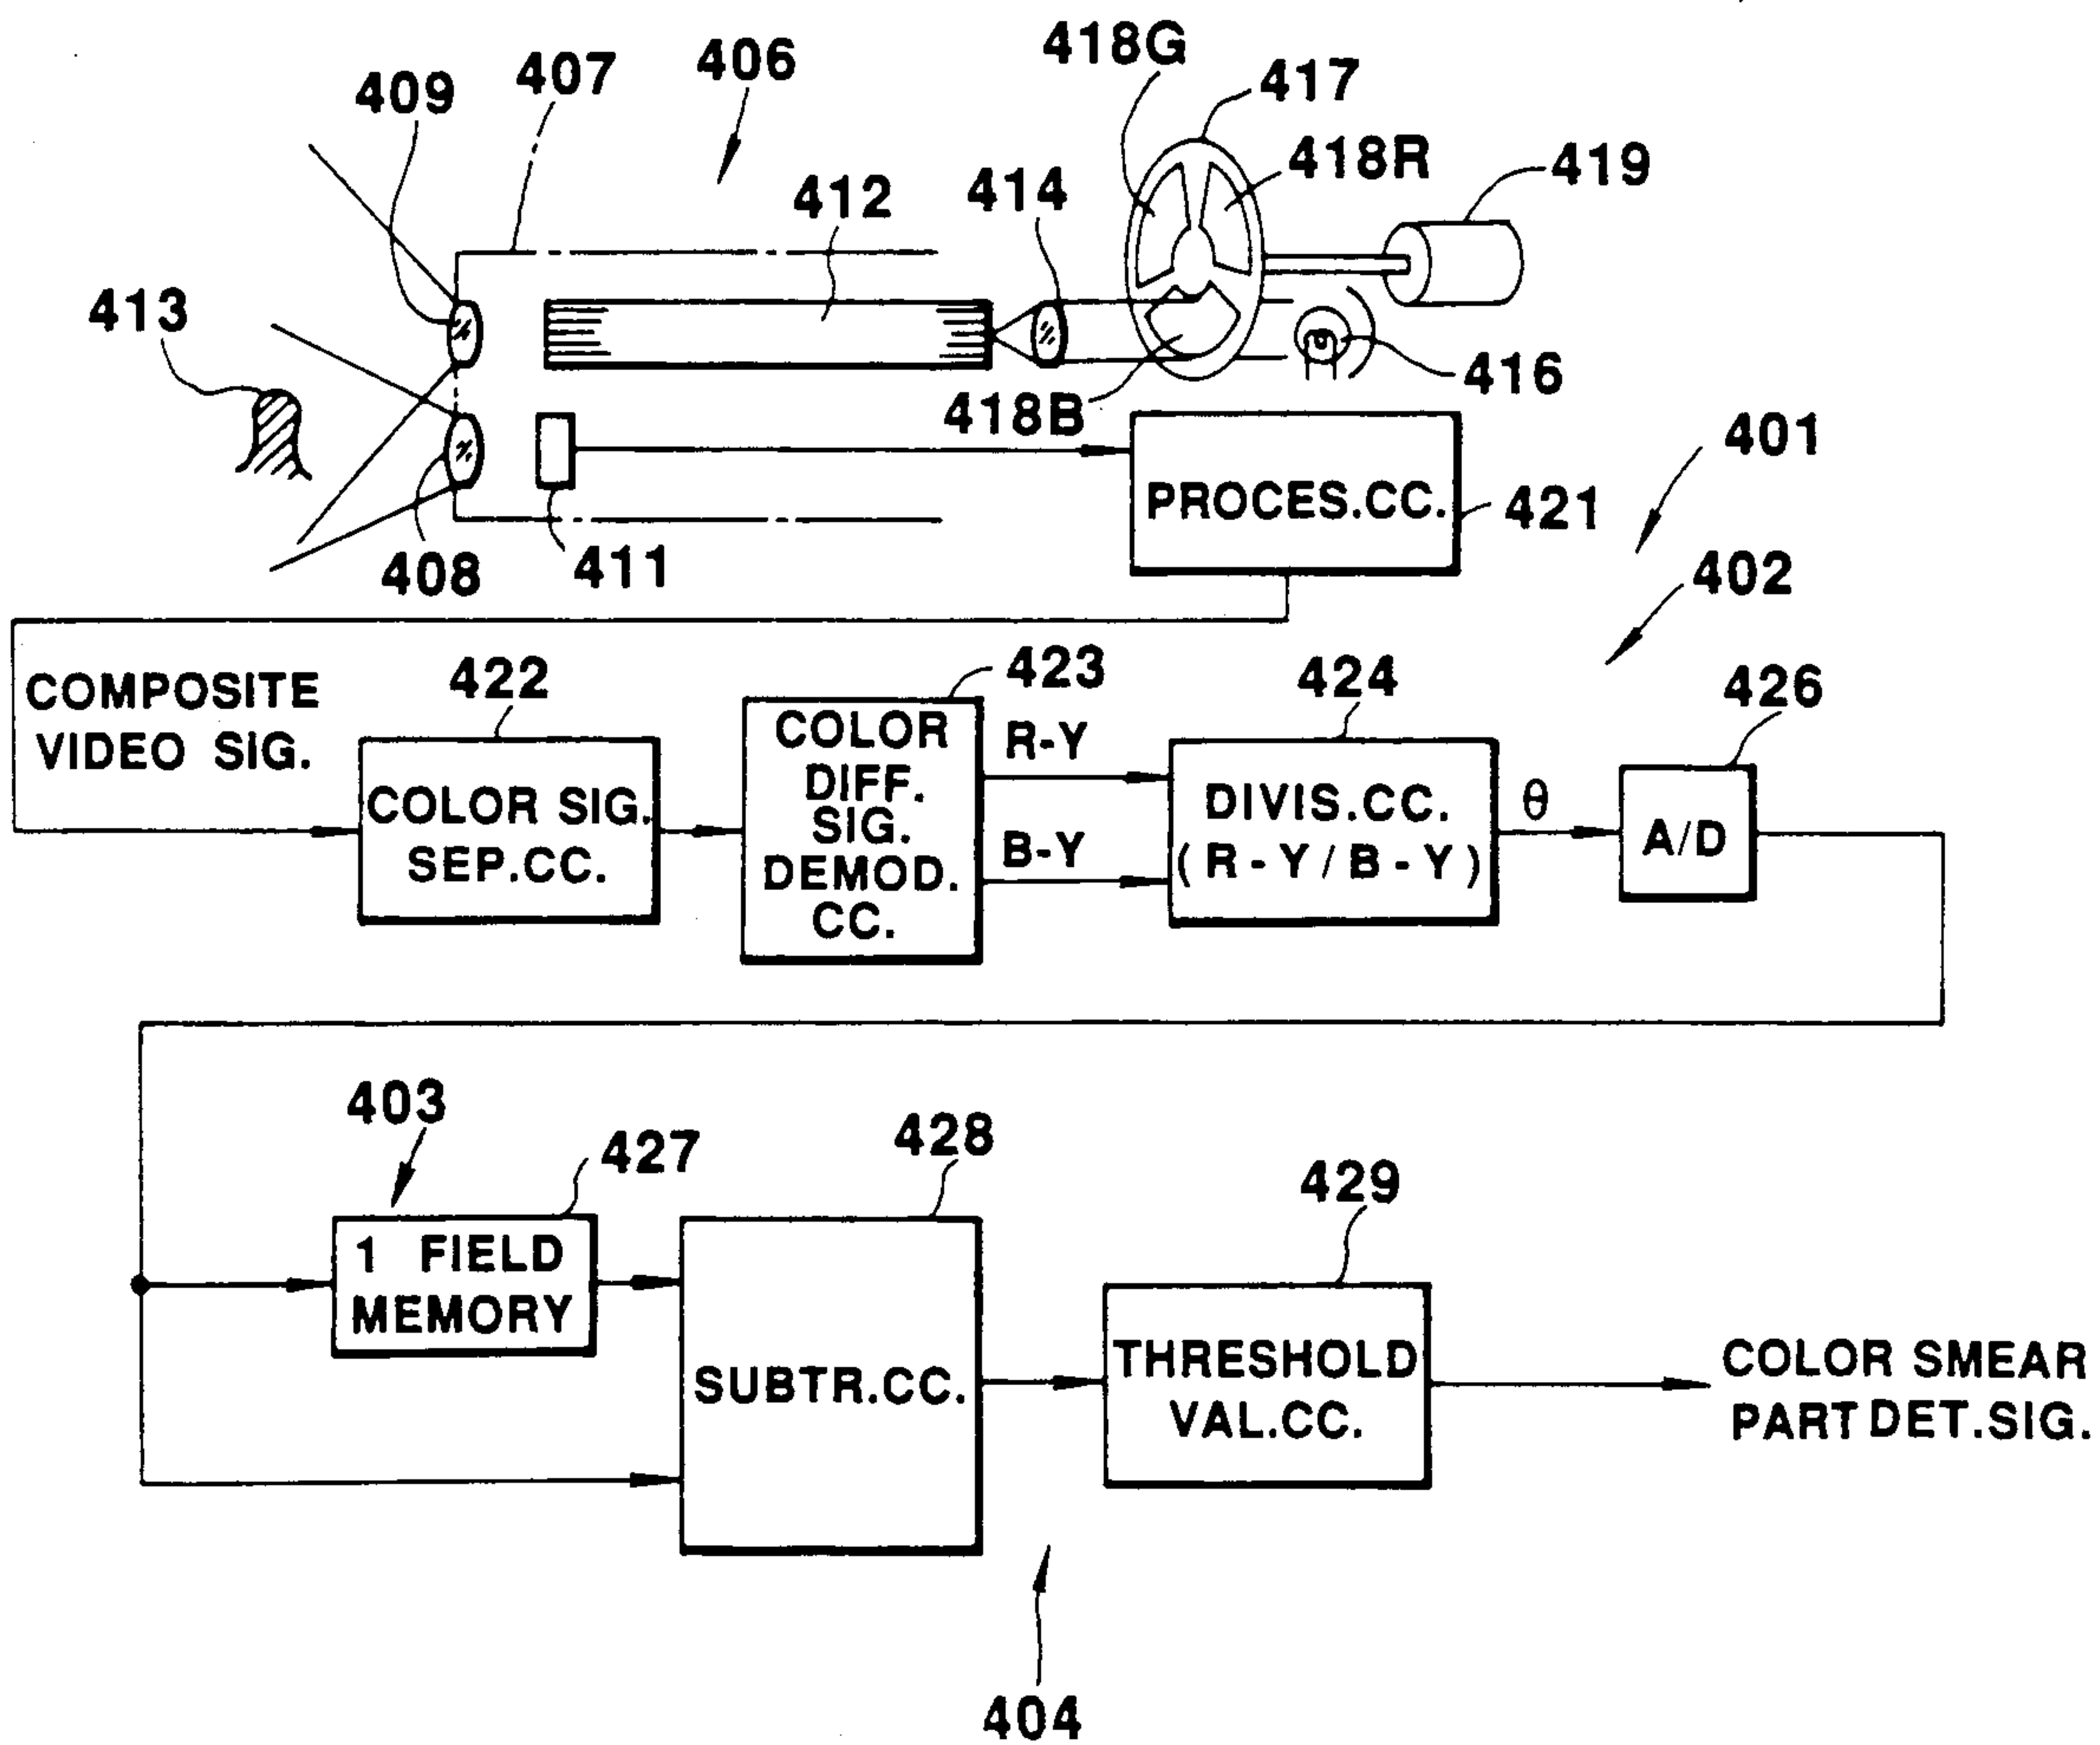 406
418G
407
417
409
418R
419
412
414
413
416
418B
401
PROCES.CC.
421
408
411
402
COMPOSITE
VIDEO SIG.
422
423
424
426
COLOR SIG.
SEP.CC.
COLOR
DIFF.
SIG.
DEMOD.
CC.
R-Y
B-Y
DIVIS.CC.
(R-Y/B-Y)
θ
A/D
403
427
428
429
1 FIELD
MEMORY
SUBTR.CC.
THRESHOLD
VAL.CC.
COLOR SMEAR
PART DET.SIG.
404